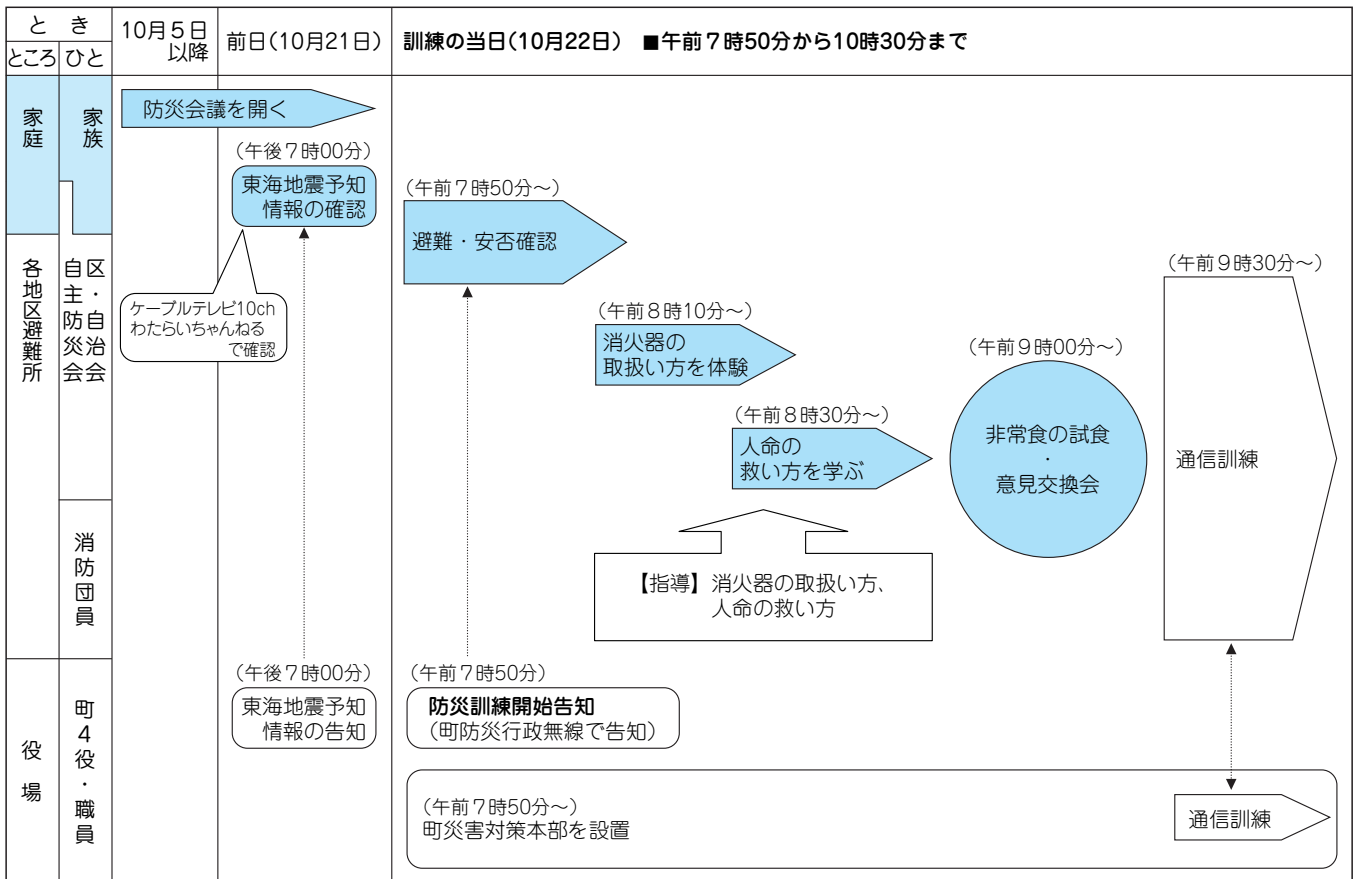 とき
ところ
ひと
10月５日
以降
前日(10月21日)
訓練の当日(10月22日)　■午前７時50分から10時30分まで
家庭
家族
防災会議を開く
（午後７時00分）
東海地震予知
情報の確認
ケーブルテレビ10ch
わたらいちゃんねる
で確認
（午前７時50分～）
避難・安否確認
各地区避難所
区・自治会
自主防災会
（午前８時10分～）
消火器の
取扱い方を体験
（午前８時30分～）
人命の
救い方を学ぶ
（午前９時00分～）
非常食の試食
・
意見交換会
（午前９時30分～）
通信訓練
消防団員
【指導】消火器の取扱い方、
人命の救い方
役場
町４役・職員
（午後７時00分）
東海地震予知
情報の告知
（午前７時50分）
防災訓練開始告知
（町防災行政無線で告知）
（午前７時50分～）
町災害対策本部を設置
通信訓練